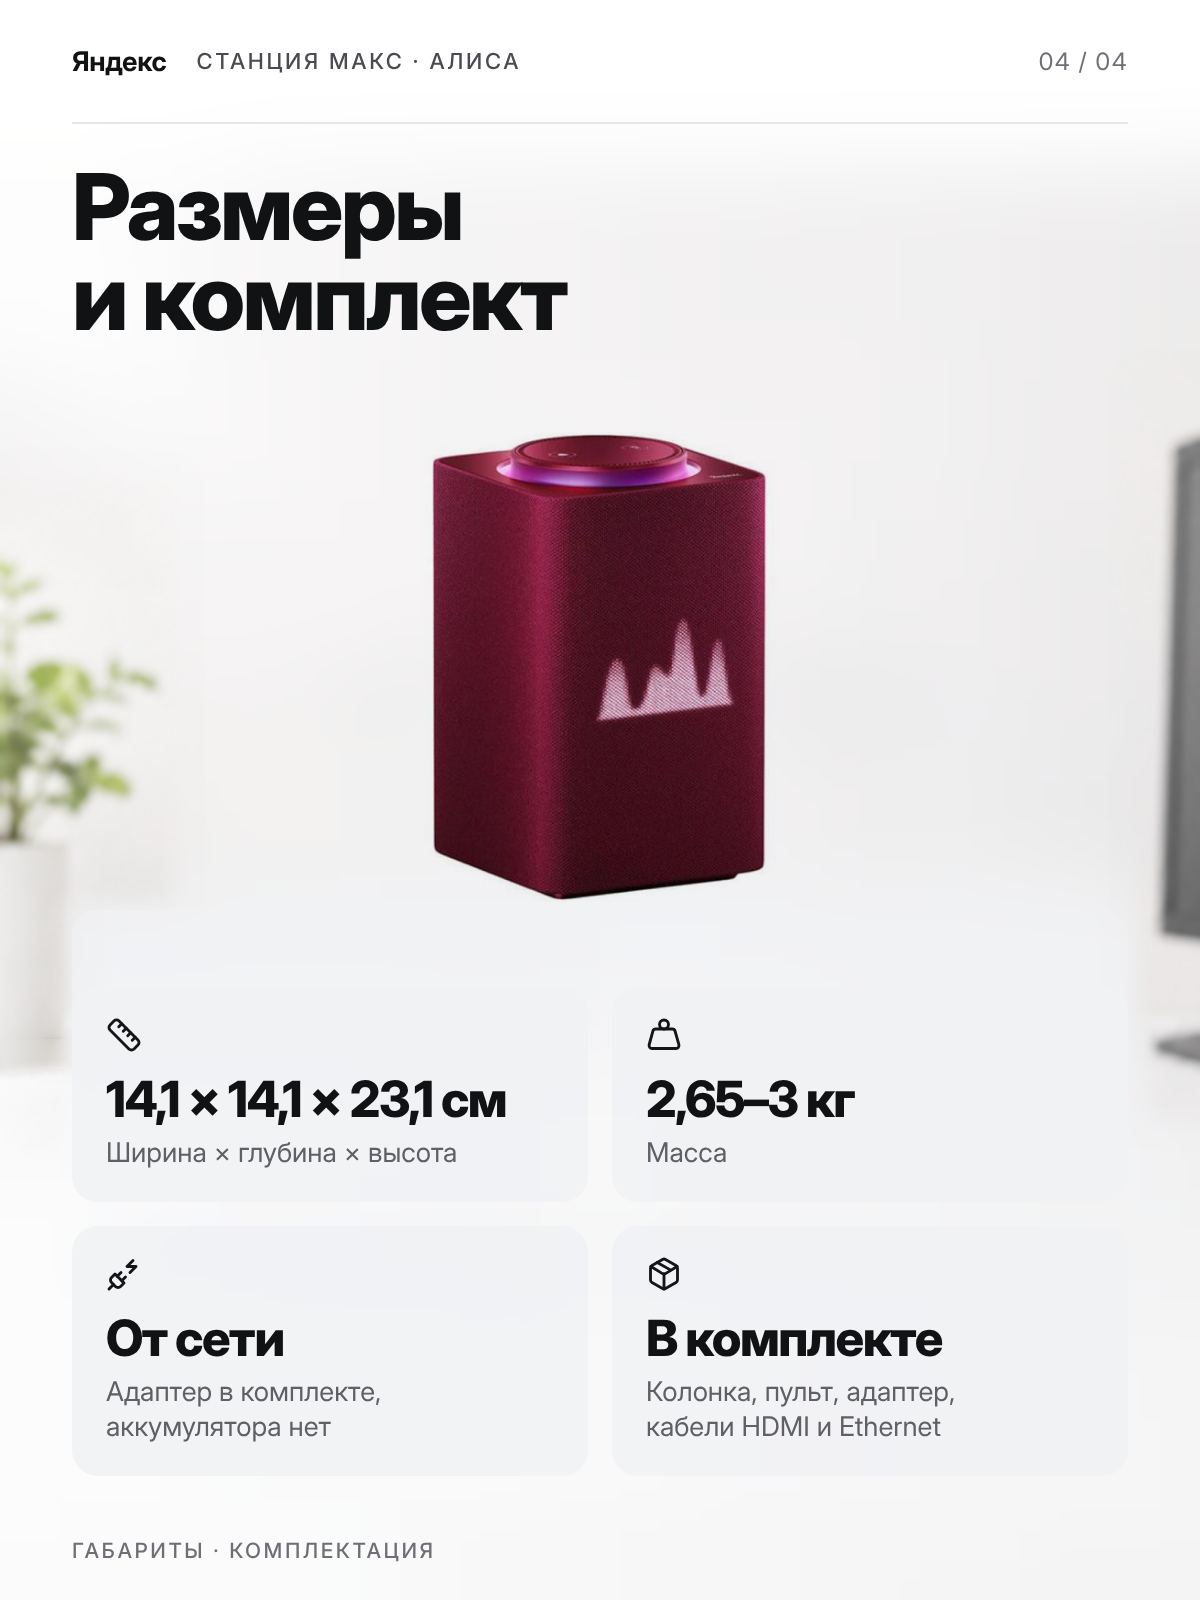 Яндекс СТАНЦИЯ МАКС · АЛИСА 04 / 04
Размеры
и комплект
14,1 × 14,1 × 23,1 см
Ширина × глубина × высота
2,65–3 кг
Масса
От сети
Адаптер в комплекте,
аккумулятора нет
В комплекте
Колонка, пульт, адаптер,
кабели HDMI и Ethernet
ГАБАРИТЫ · КОМПЛЕКТАЦИЯ